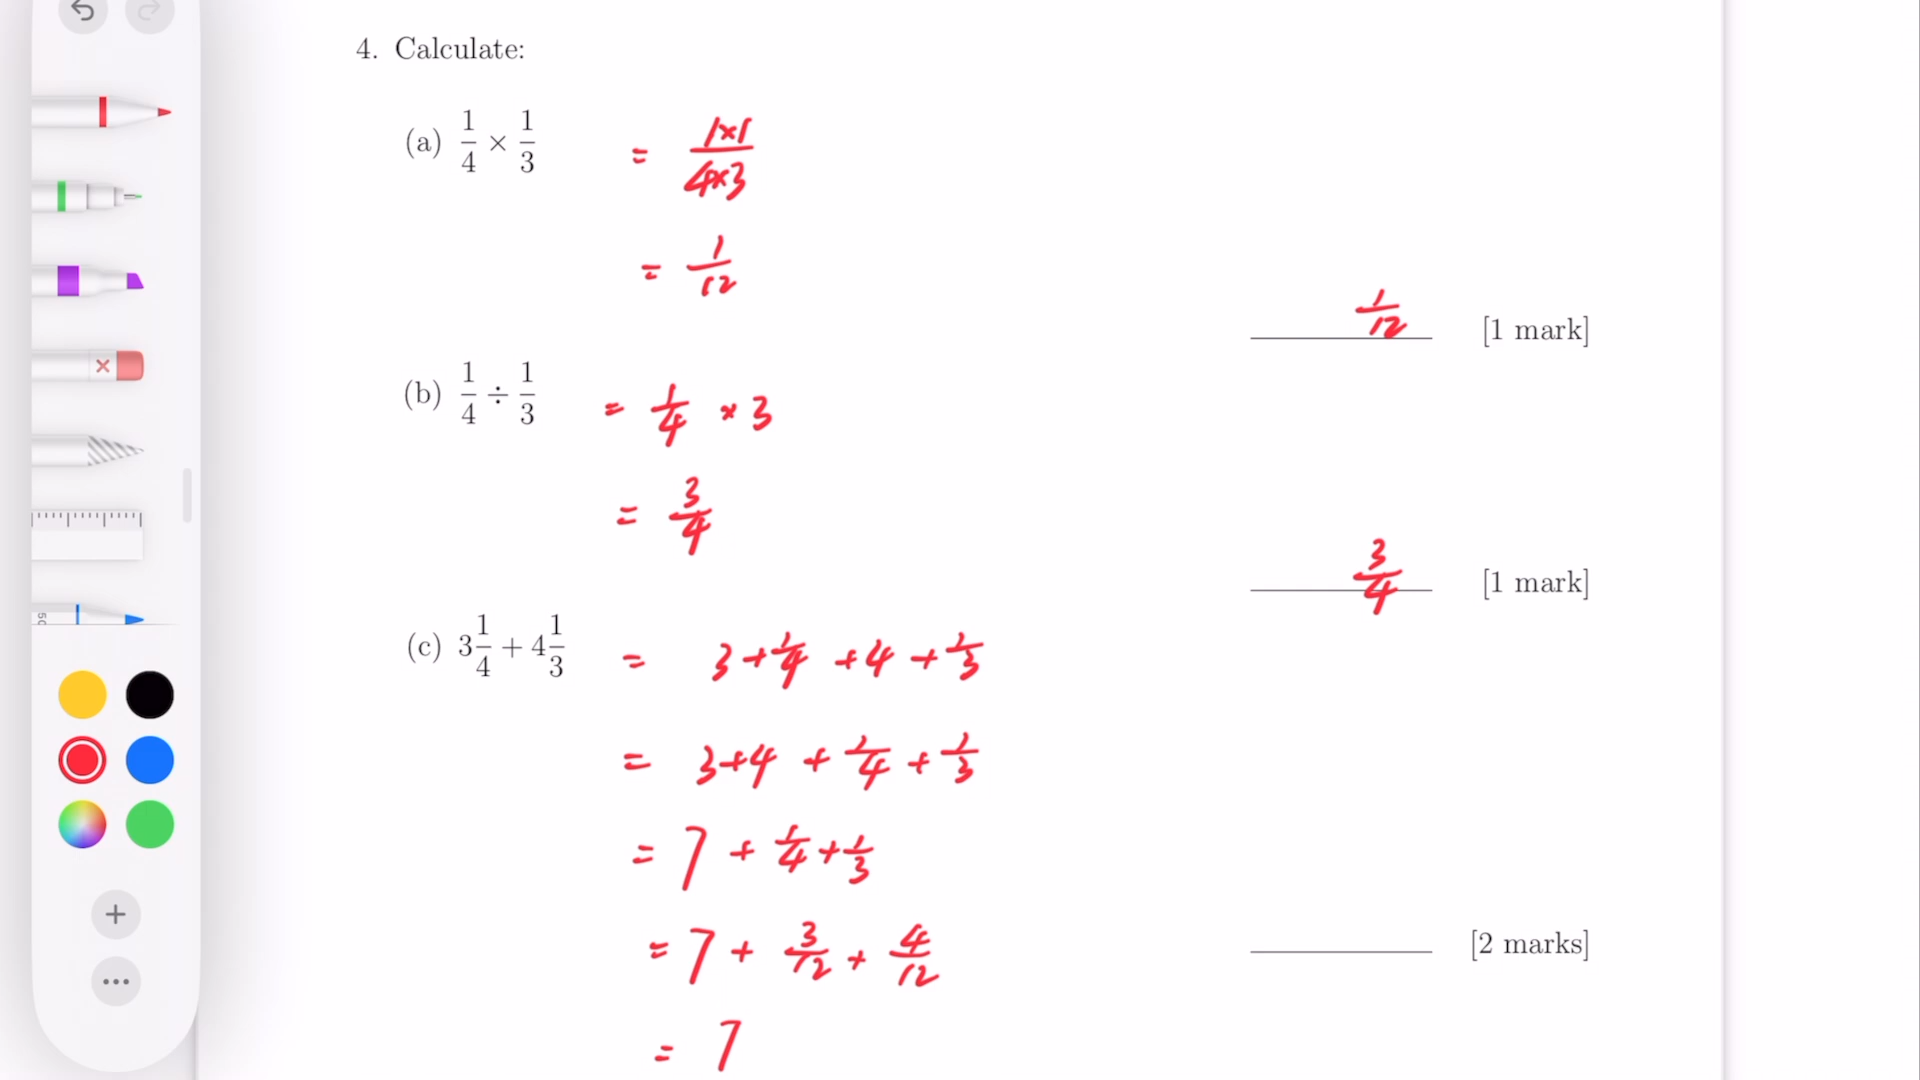 4. Calculate:
(a) 1/4 × 1/3 = 1×1/4×3
= 1/12
1/12 [1 mark]
(b) 1/4 ÷ 1/3 = 1/4 × 3
= 3/4
3/4 [1 mark]
(c) 3 1/4 + 4 1/3 = 3 + 1/4 + 4 + 1/3
= 3+4 + 1/4 + 1/3
= 7 + 1/4 + 1/3
= 7 + 3/12 + 4/12
[2 marks]
= 7